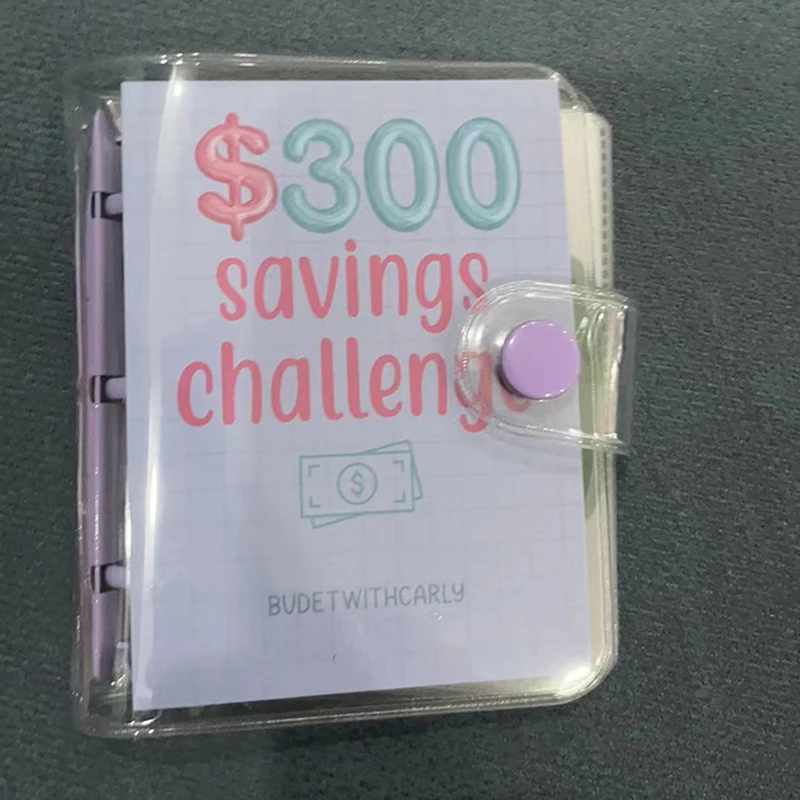 $300
savings
challenge
BUDETWITHCARLY
$